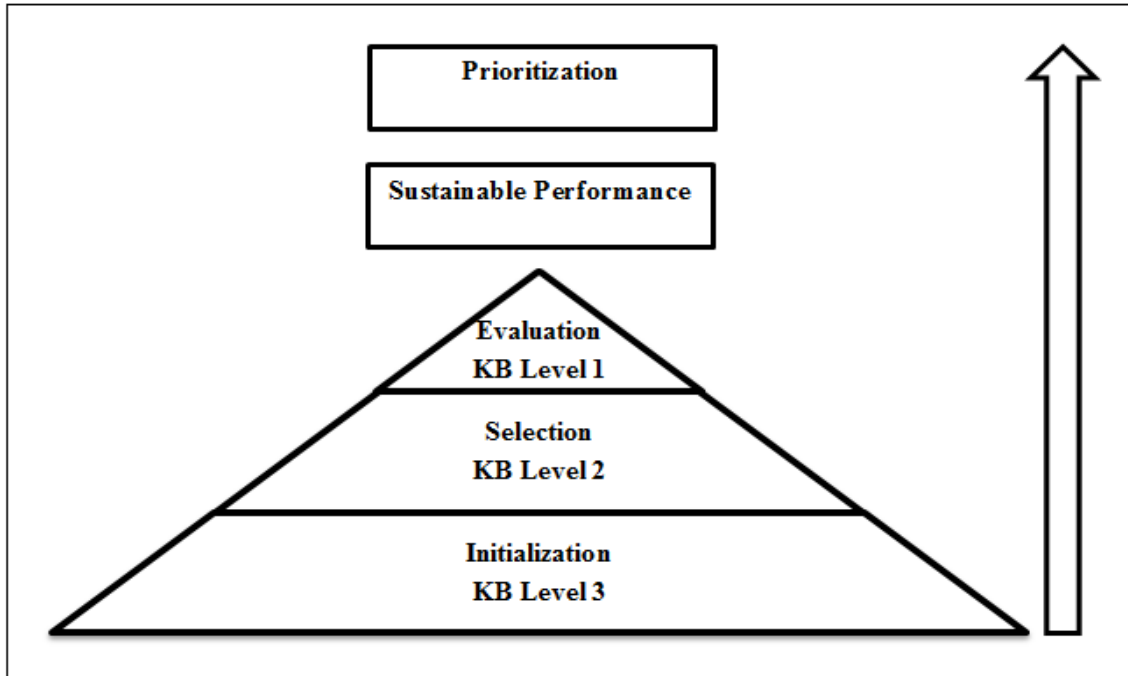 Prioritization
Sustainable Performance
Evaluation
KB Level 1
Selection
KB Level 2
Initialization
KB Level 3